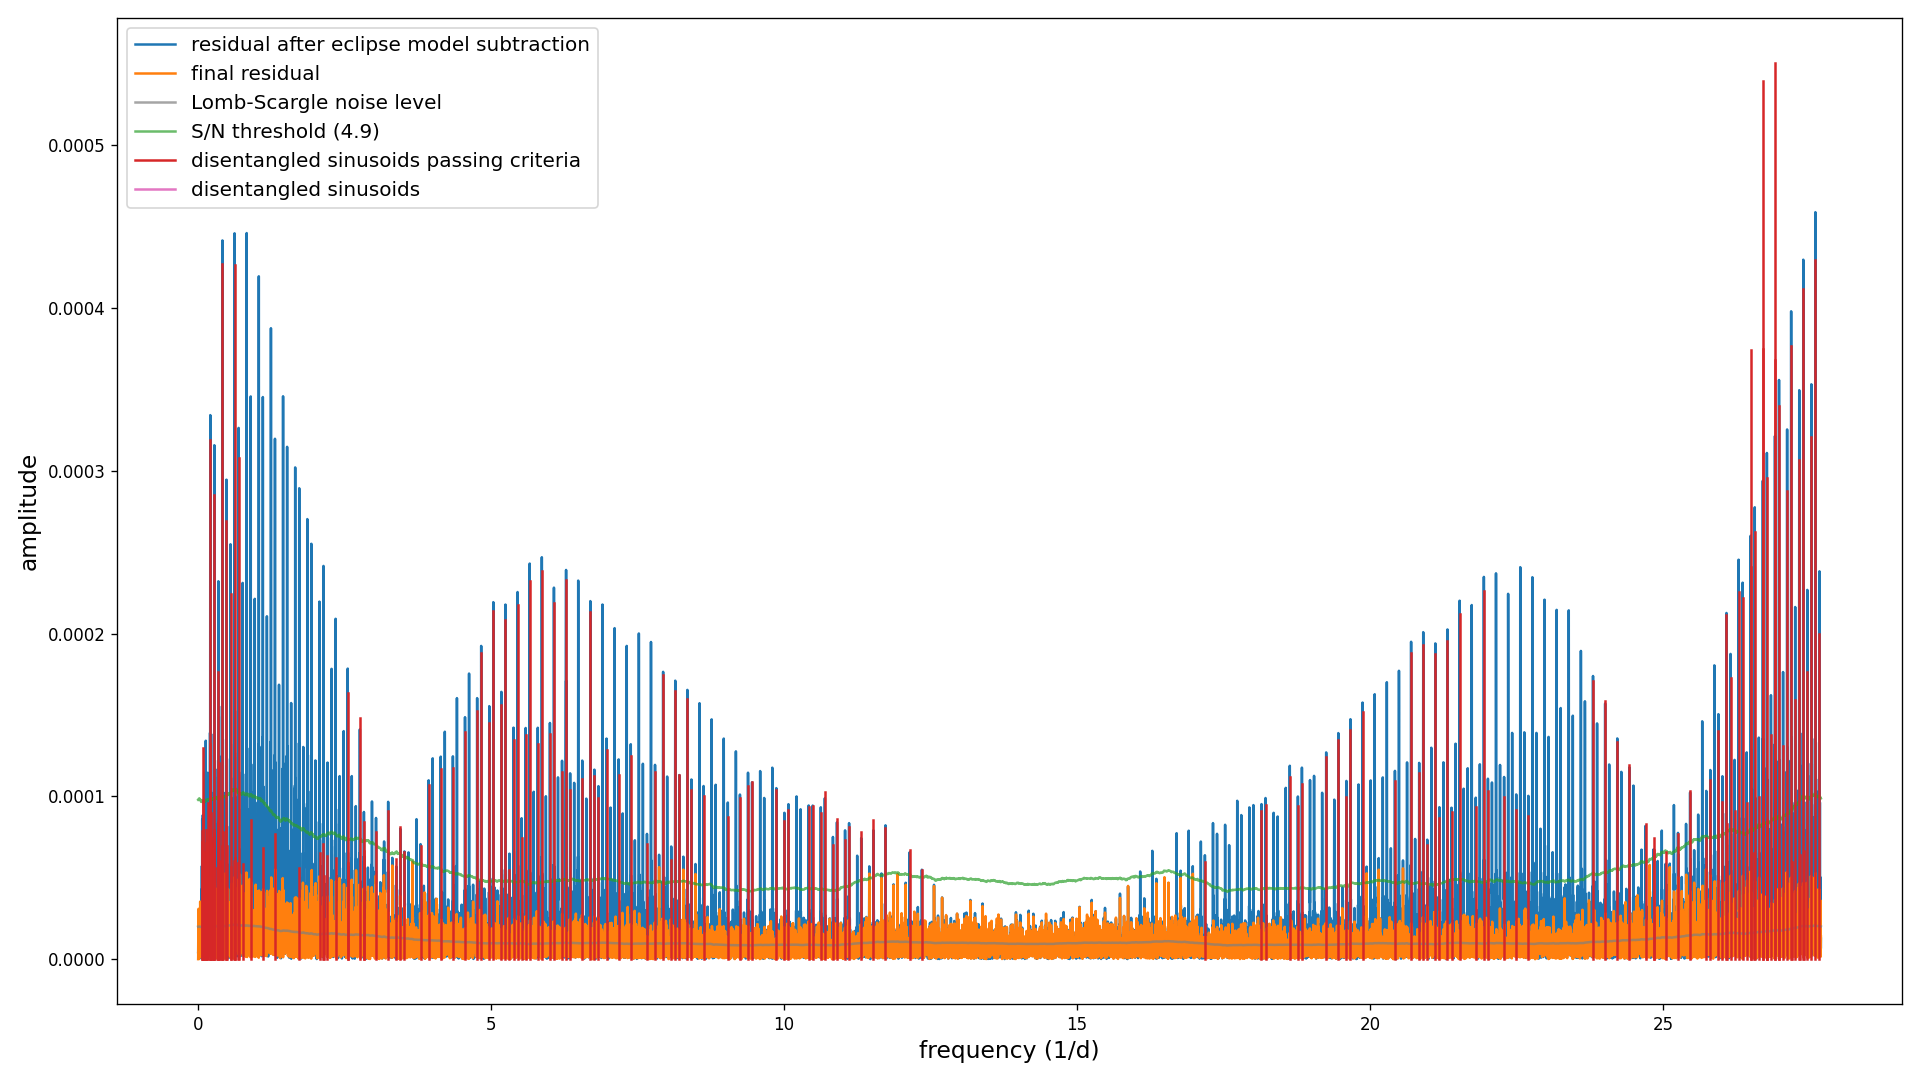 residual after eclipse model subtraction
final residual
Lomb-Scargle noise level
S/N threshold (4.9)
disentangled sinusoids passing criteria
disentangled sinusoids
amplitude
0.0005
0.0004
0.0003
0.0002
0.0001
0.0000
0 5 10 15 20 25
frequency (1/d)